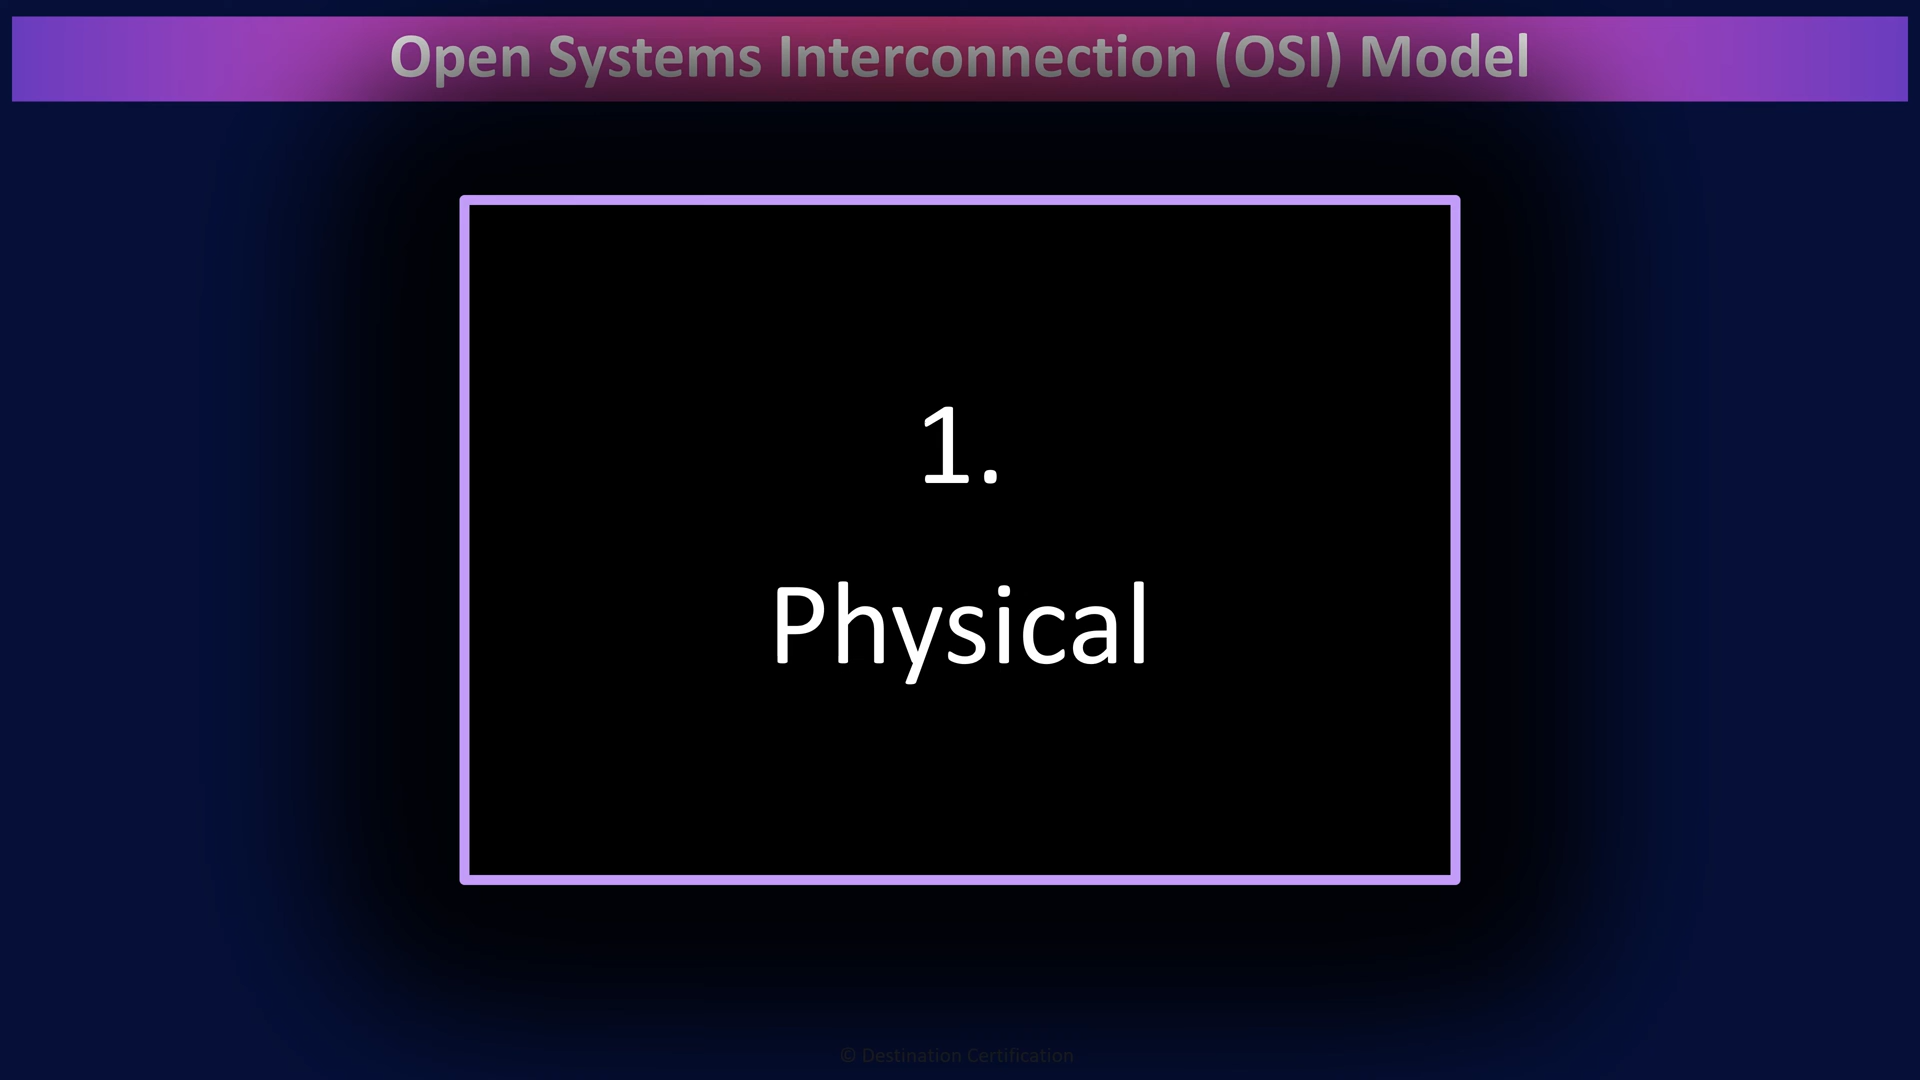 Open Systems Interconnection (OSI) Model
1.
Physical
© Destination Certification